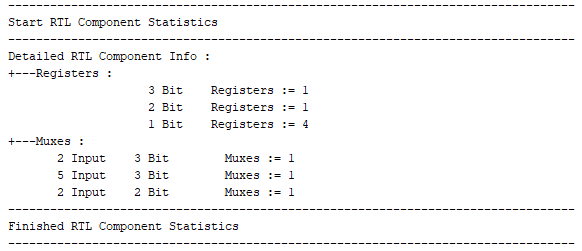 ---------------------------------------------------------------------------------
Start RTL Component Statistics
---------------------------------------------------------------------------------
Detailed RTL Component Info :
+---Registers :
                    3 Bit    Registers := 1
                    2 Bit    Registers := 1
                    1 Bit    Registers := 4
+---Muxes :
       2 Input    3 Bit        Muxes := 1
       5 Input    3 Bit        Muxes := 1
       2 Input    2 Bit        Muxes := 1
---------------------------------------------------------------------------------
Finished RTL Component Statistics
---------------------------------------------------------------------------------